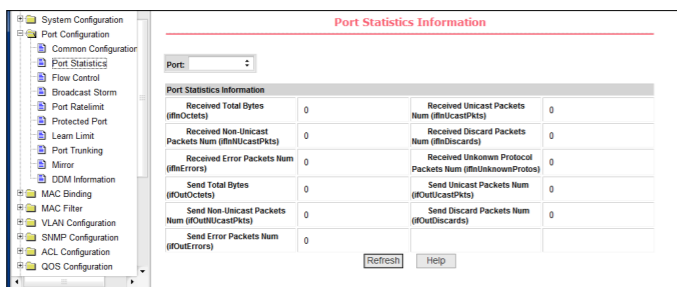 System Configuration
Port Configuration
Common Configuration
Port Statistics
Flow Control
Broadcast Storm
Port Ratelimit
Protected Port
Learn Limit
Port Trunking
Mirror
DDM Information
MAC Binding
MAC Filter
VLAN Configuration
SNMP Configuration
ACL Configuration
QOS Configuration
Port Statistics Information
Port:
Port Statistics Information
Received Total Bytes
(ifInOctets)
0
Received Unicast Packets
Num (ifInUcastPkts)
0
Received Non-Unicast
Packets Num (ifInNUcastPkts)
0
Received Discard Packets
Num (ifInDiscards)
0
Received Error Packets Num
(ifInErrors)
0
Received Unkonwn Protocol
Packets Num (ifInUnknownProtos)
0
Send Total Bytes
(ifOutOctets)
0
Send Unicast Packets Num
(ifOutUcastPkts)
0
Send Non-Unicast Packets
Num (ifOutNUcastPkts)
0
Send Discard Packets Num
(ifOutDiscards)
0
Send Error Packets Num
(ifOutErrors)
0
Refresh
Help